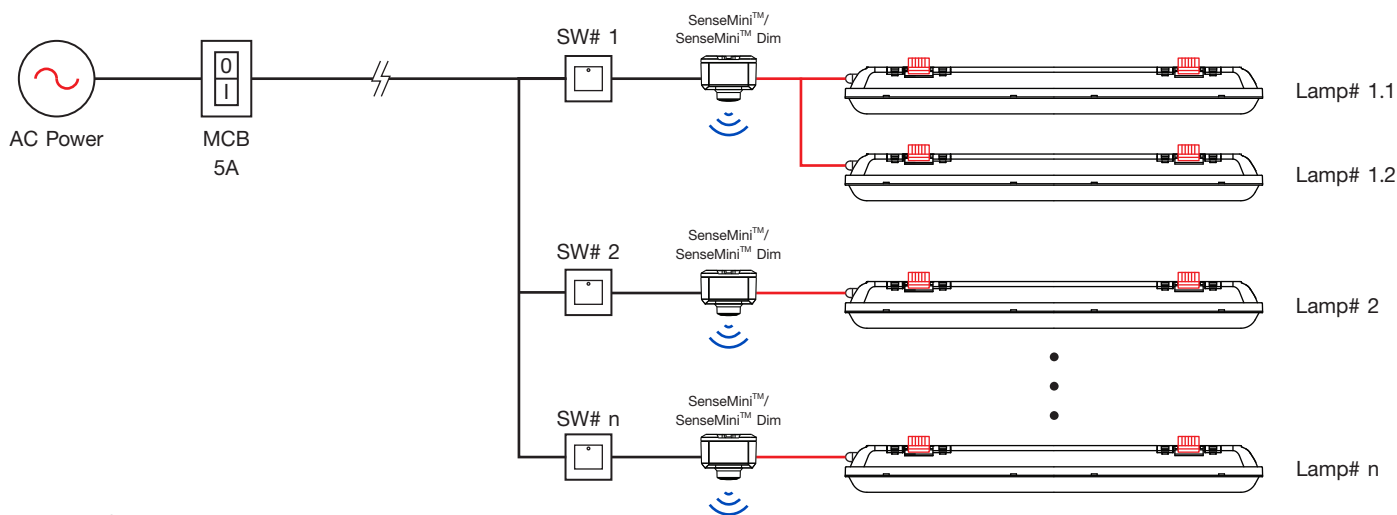 SenseMini™/
SenseMini™ Dim
SW# 1
0
I
AC Power
MCB
5A
Lamp# 1.1
Lamp# 1.2
SenseMini™/
SenseMini™ Dim
SW# 2
Lamp# 2
SenseMini™/
SenseMini™ Dim
SW# n
Lamp# n